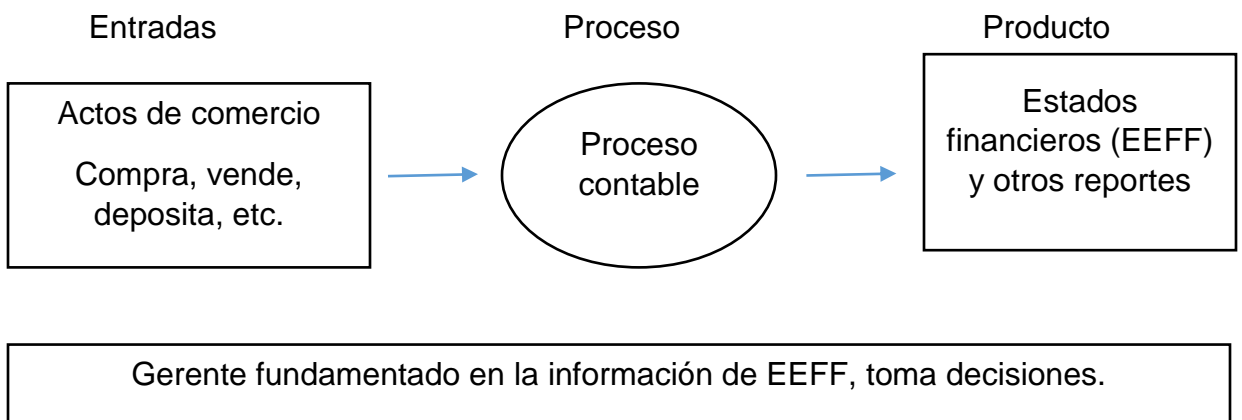 Entradas
Proceso
Producto
Actos de comercio
Compra, vende,
deposita, etc.
Proceso
contable
Estados
financieros (EEFF)
y otros reportes
Gerente fundamentado en la información de EEFF, toma decisiones.